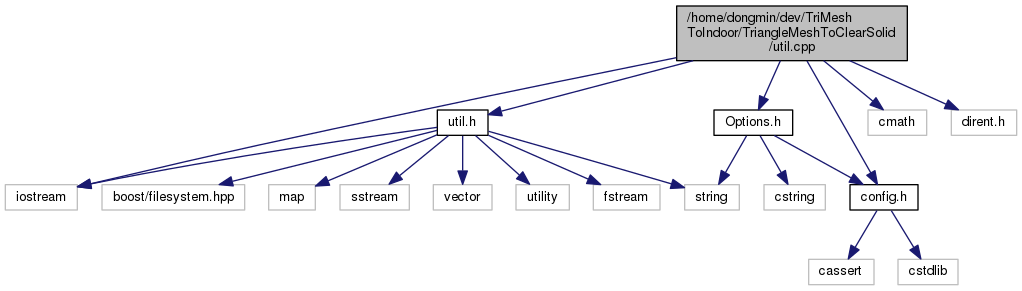 /home/dongmin/dev/TriMesh
ToIndoor/TriangleMeshToClearSolid
/util.cpp
util.h
Options.h
cmath
dirent.h
iostream
boost/filesystem.hpp
map
sstream
vector
utility
fstream
string
cstring
config.h
cassert
cstdlib